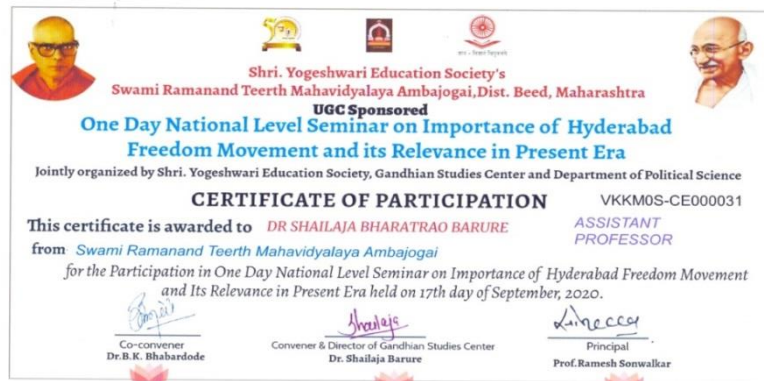 Shri. Yogeshwari Education Society's
Swami Ramanand Teerth Mahavidyalaya Ambajogai,Dist. Beed, Maharashtra
UGC Sponsored
One Day National Level Seminar on Importance of Hyderabad
Freedom Movement and its Relevance in Present Era
Jointly organized by Shri. Yogeshwari Education Society, Gandhian Studies Center and Department of Political Science
CERTIFICATE OF PARTICIPATION VKKM0S-CE000031
This certificate is awarded to DR SHAILAJA BHARATRAO BARURE ASSISTANT
PROFESSOR
from Swami Ramanand Teerth Mahavidyalaya Ambajogai
for the Participation in One Day National Level Seminar on Importance of Hyderabad Freedom Movement
and Its Relevance in Present Era held on 17th day of September, 2020.
Shailaja
Co-convener
Dr.B.K. Bhabardode
Convener & Director of Gandhian Studies Center
Dr. Shailaja Barure
Principal
Prof.Ramesh Sonwalkar